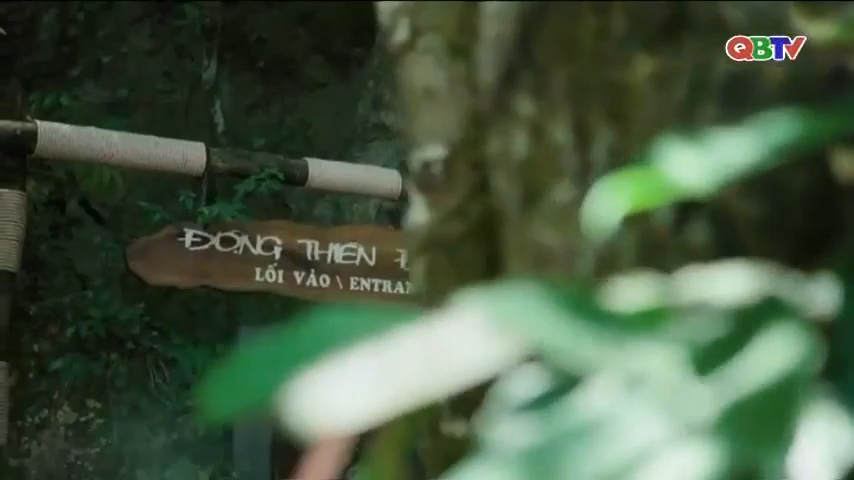 QBTV
ĐỘNG THIÊN
LỐI VÀO \ ENTRAN